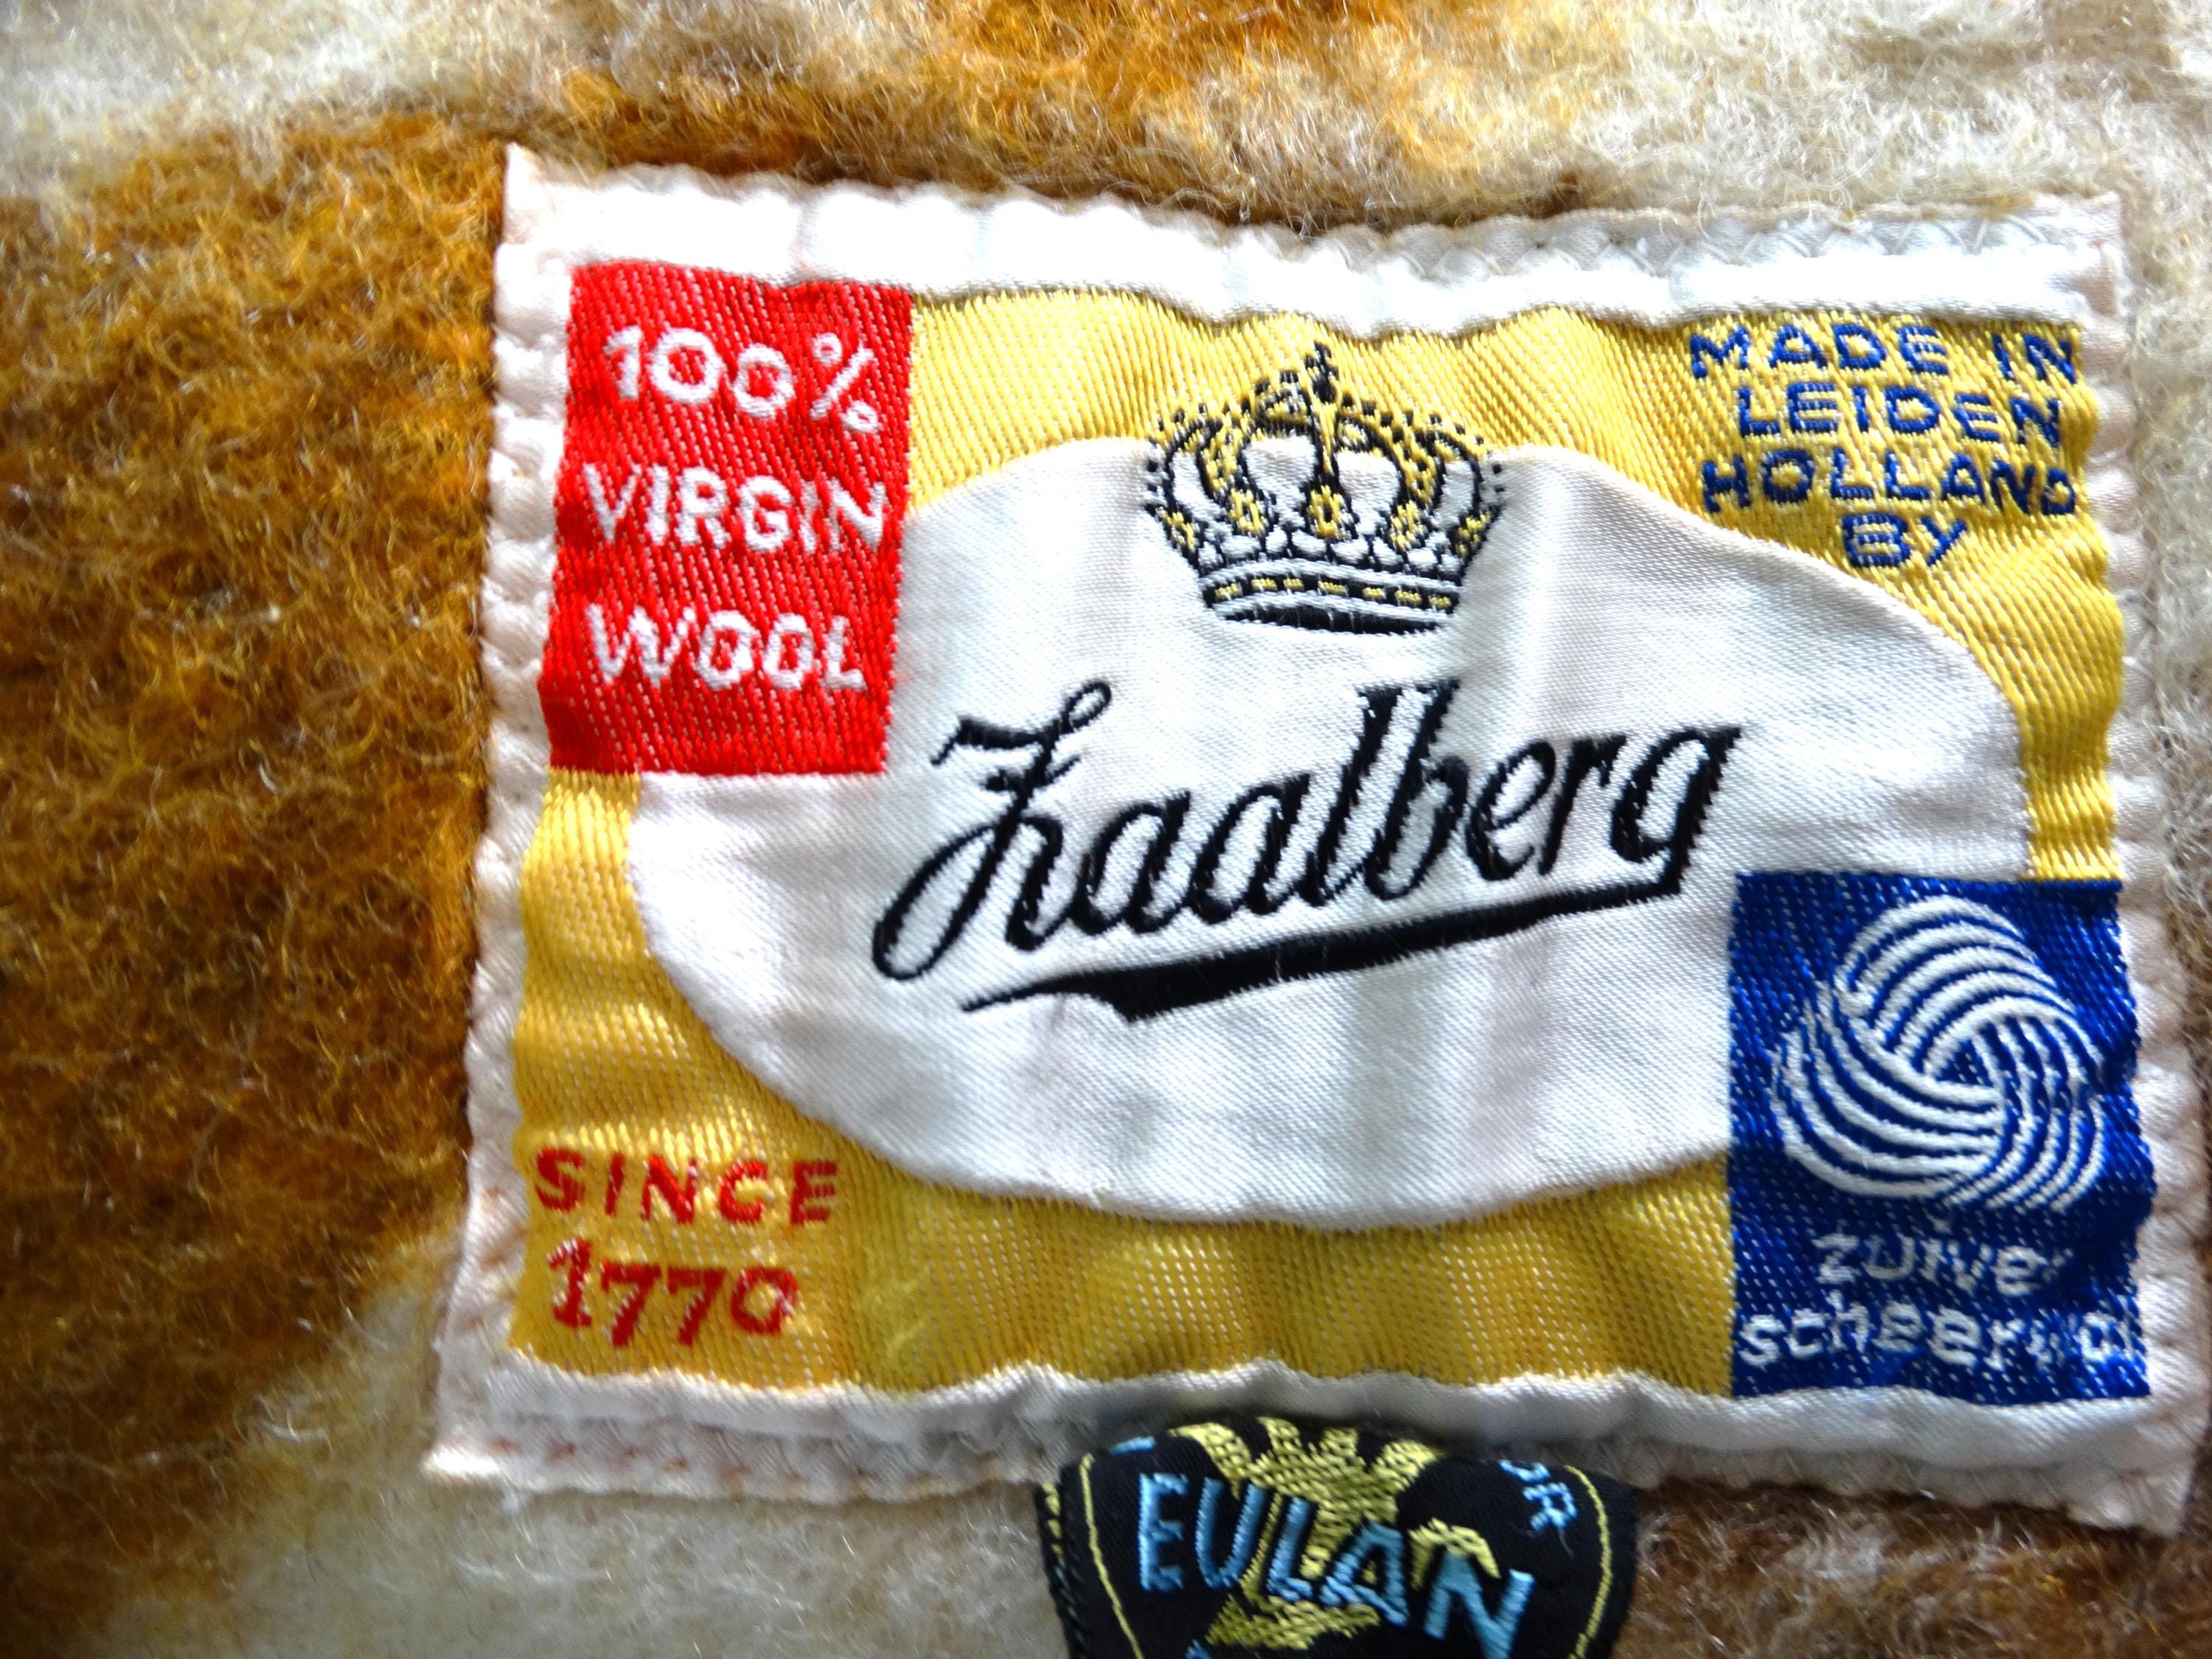 100%
VIRGIN
WOOL
MADE IN
LEIDEN
HOLLAND
BY
Zaalberg
SINCE
1770
zuiver
scheerwol
EULAN